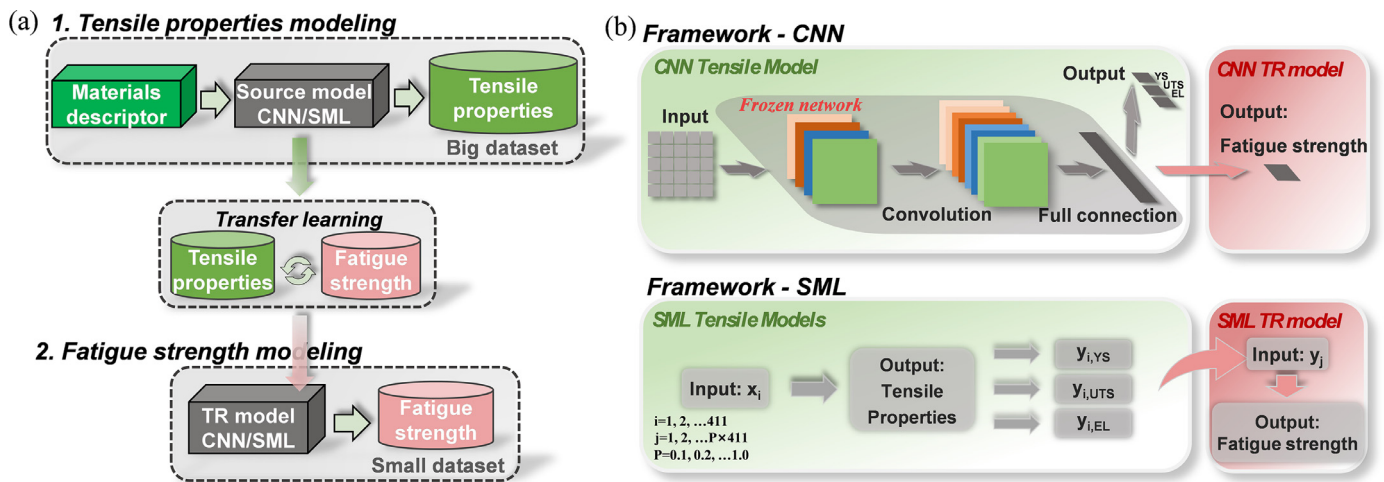 (a)
1. Tensile properties modeling
Materials
descriptor
Source model
CNN/SML
Tensile
properties
Big dataset
Transfer learning
Tensile
properties
Fatigue
strength
2. Fatigue strength modeling
TR model
CNN/SML
Fatigue
strength
Small dataset
(b)
Framework - CNN
CNN Tensile Model
Input
Frozen network
Convolution
Full connection
Output
YS
UTS
EL
CNN TR model
Output:
Fatigue strength
Framework - SML
SML Tensile Models
Input: xi
i=1, 2, …411
j=1, 2, …P×411
P=0.1, 0.2, …1.0
Output:
Tensile
Properties
yi,YS
yi,UTS
yi,EL
SML TR model
Input: yj
Output:
Fatigue strength